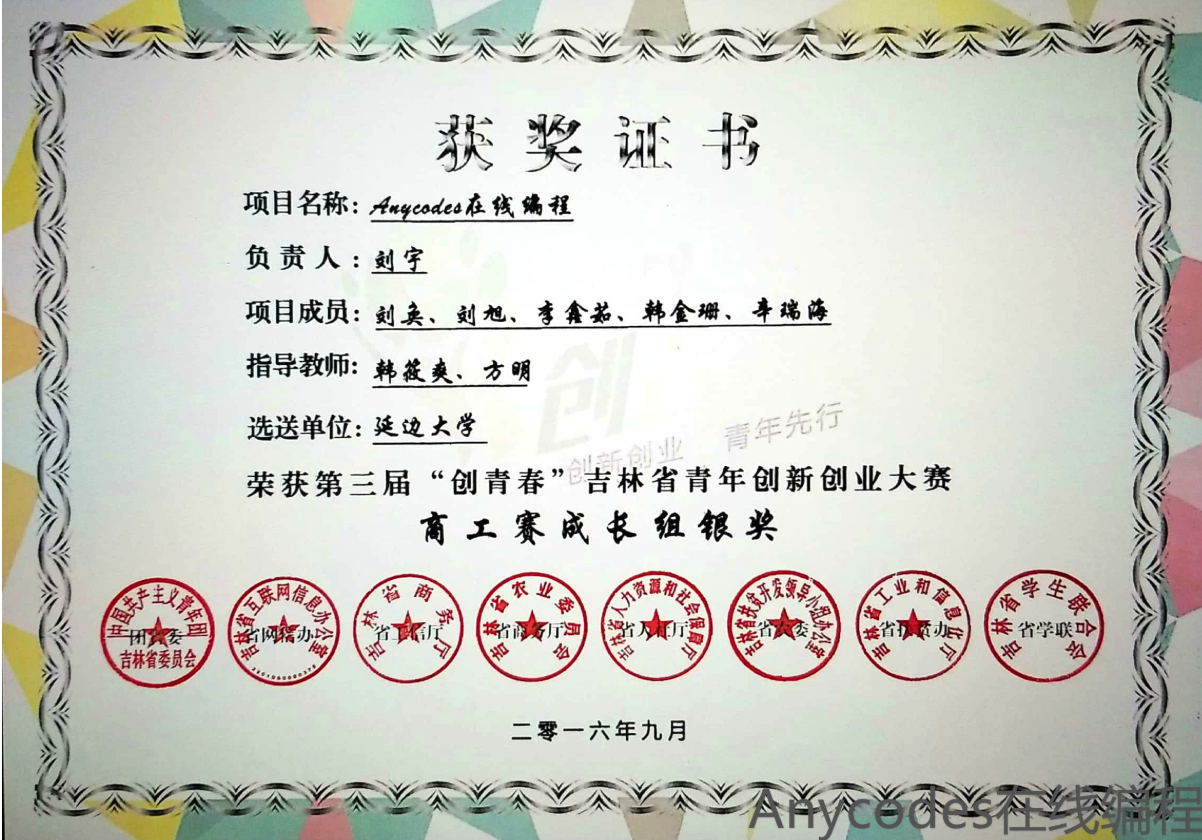 获奖证书
项目名称：Anycodes在线编程
负责人：刘宇
项目成员：刘奂、刘旭、李鑫茹、韩金珊、辛瑞海
指导教师：韩筱爽、方明
选送单位：延边大学
创
创新创业 青年先行
荣获第三届“创青春”吉林省青年创新创业大赛
商工赛成长组银奖
中国共产主义青年团
吉林省委员会
团省委
吉林省互联网信息办公室
省网信办
吉林省商务厅
省工信厅
吉林省农业委员会
省商务厅
吉林省人力资源和社会保障厅
省人社厅
吉林省扶贫开发领导小组办公室
省农委
吉林省工业和信息化厅
省扶贫办
吉林省学生联合会
省学联
二零一六年九月
Anycodes在线编程